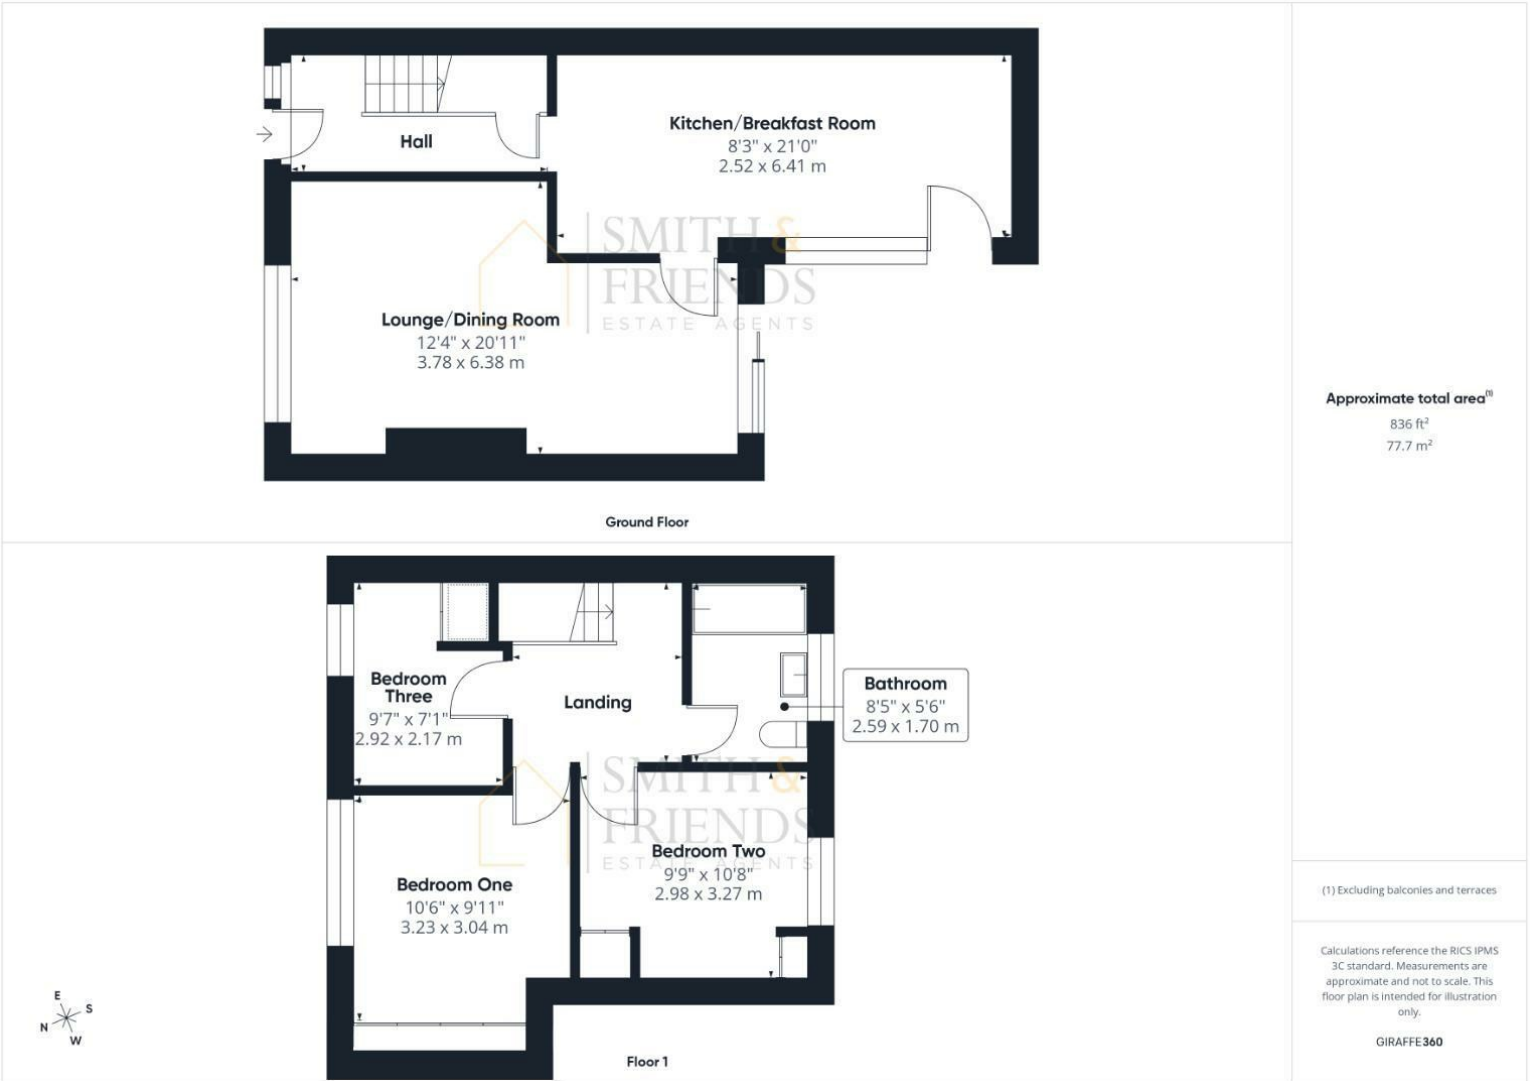 Hall
Kitchen/Breakfast Room
8'3" x 21'0"
2.52 x 6.41 m
SMITH &
FRIENDS
ESTATE AGENTS
Lounge/Dining Room
12'4" x 20'11"
3.78 x 6.38 m
Ground Floor
Bedroom
Three
9'7" x 7'1"
2.92 x 2.17 m
Landing
Bathroom
8'5" x 5'6"
2.59 x 1.70 m
SMITH &
FRIENDS
ESTATE AGENTS
Bedroom Two
9'9" x 10'8"
2.98 x 3.27 m
Bedroom One
10'6" x 9'11"
3.23 x 3.04 m
E
S
N
W
Floor 1
Approximate total area(1)
836 ft²
77.7 m²
(1) Excluding balconies and terraces
Calculations reference the RICS IPMS
3C standard. Measurements are
approximate and not to scale. This
floor plan is intended for illustration
only.
GIRAFFE360